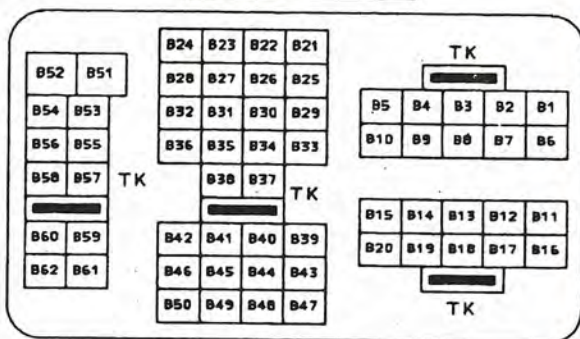 B52 B51
B54 B53
B56 B55
B58 B57
TK
B60 B59
B62 B61
B24 B23 B22 B21
B28 B27 B26 B25
B32 B31 B30 B29
B36 B35 B34 B33
B38 B37
TK
B42 B41 B40 B39
B46 B45 B44 B43
B50 B49 B48 B47
TK
B5 B4 B3 B2 B1
B10 B9 B8 B7 B6
B15 B14 B13 B12 B11
B20 B19 B18 B17 B16
TK